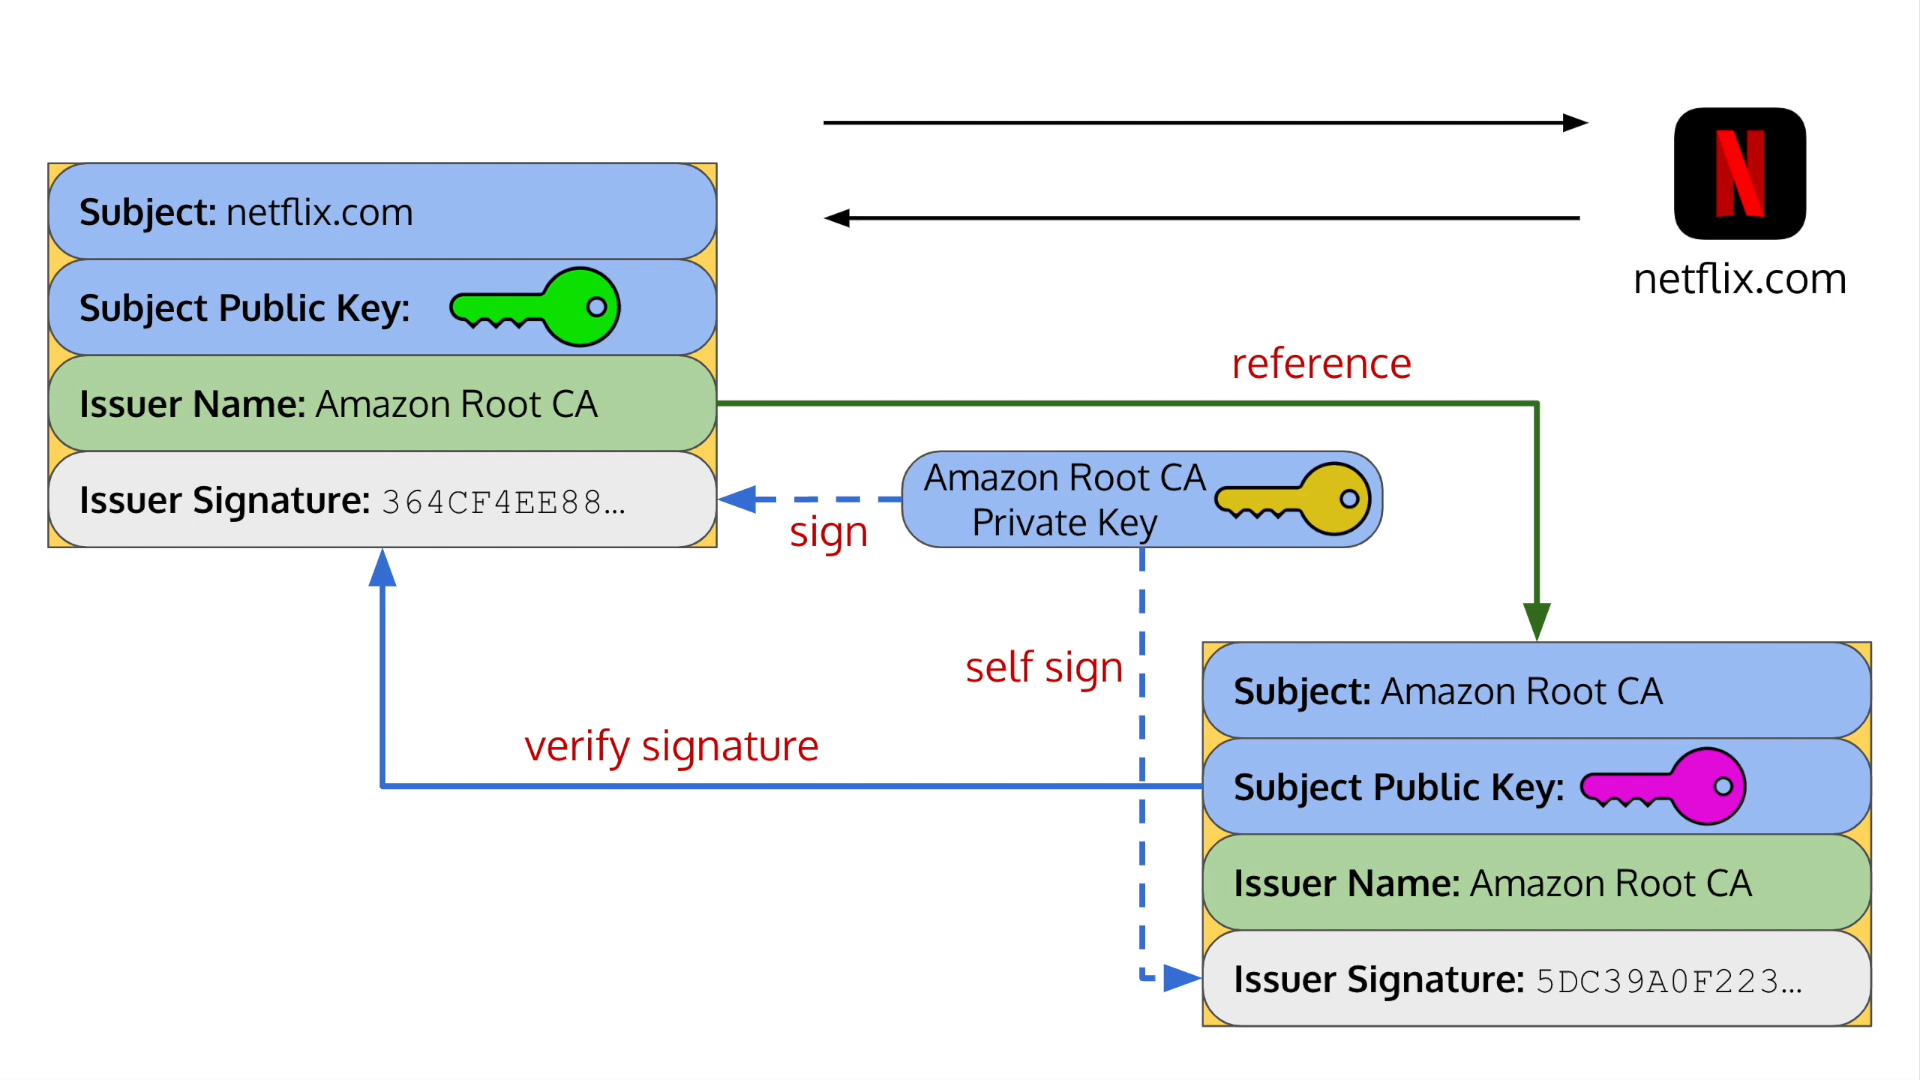 N
netflix.com
Subject: netflix.com
Subject Public Key:
Issuer Name: Amazon Root CA
Issuer Signature: 364CF4EE88…
reference
Amazon Root CA
Private Key
sign
self sign
verify signature
Subject: Amazon Root CA
Subject Public Key:
Issuer Name: Amazon Root CA
Issuer Signature: 5DC39A0F223…